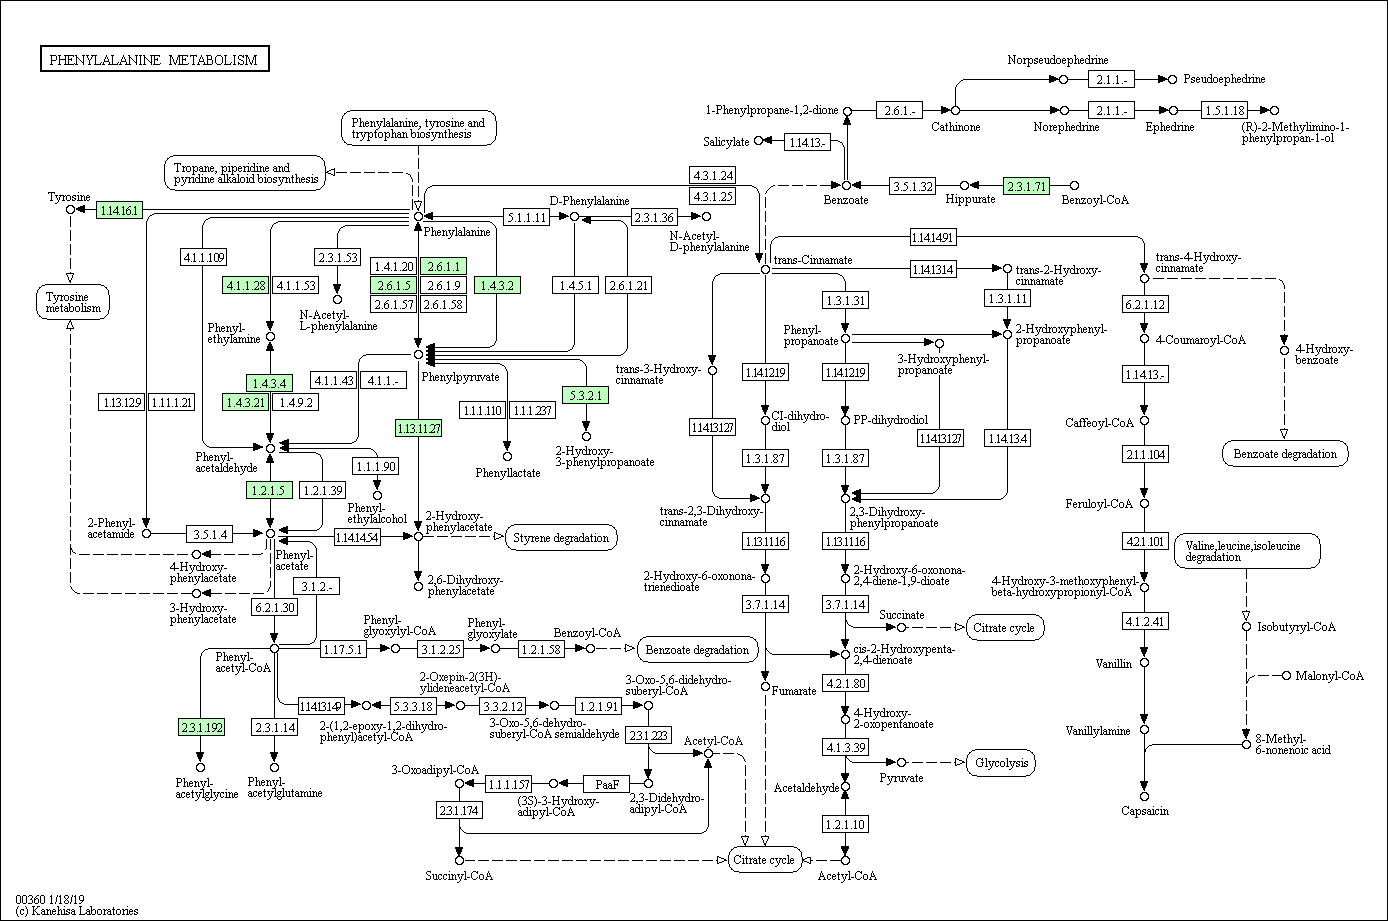 PHENYLALANINE METABOLISM
Norpseudoephedrine
2.1.1.-
Pseudoephedrine
1-Phenylpropane-1,2-dione
2.6.1.-
Cathinone
2.1.1.-
Norephedrine
Ephedrine
1.5.1.18
(R)-2-Methylimino-1-
phenylpropan-1-ol
Phenylalanine, tyrosine and
tryptophan biosynthesis
Salicylate
1.14.13.-
Tropane, piperidine and
pyridine alkaloid biosynthesis
4.3.1.24
4.3.1.25
Benzoate
3.5.1.32
Hippurate
2.3.1.71
Benzoyl-CoA
Tyrosine
1.14.16.1
Phenylalanine
5.1.1.11
D-Phenylalanine
2.3.1.36
N-Acetyl-
D-phenylalanine
1.14.14.91
4.1.1.109
2.3.1.53
1.4.1.20
2.6.1.1
trans-Cinnamate
1.14.13.14
trans-2-Hydroxy-
cinnamate
trans-4-Hydroxy-
cinnamate
4.1.1.28
4.1.1.53
2.6.1.5
2.6.1.9
1.4.3.2
1.4.5.1
2.6.1.21
2.6.1.57
2.6.1.58
1.3.1.31
1.3.1.11
6.2.1.12
Tyrosine
metabolism
N-Acetyl-
L-phenylalanine
Phenyl-
ethylamine
Phenyl-
propanoate
2-Hydroxyphenyl-
propanoate
4-Coumaroyl-CoA
4-Hydroxy-
benzoate
3-Hydroxyphenyl-
propanoate
Phenylpyruvate
trans-3-Hydroxy-
cinnamate
1.14.12.19
1.14.12.19
1.14.13.-
1.4.3.4
4.1.1.43
4.1.1.-
1.13.12.9
1.11.1.21
1.4.3.21
1.4.9.2
5.3.2.1
1.1.1.110
1.1.1.237
CI-dihydro-
diol
PP-dihydrodiol
Caffeoyl-CoA
1.13.11.27
1.14.13.127
1.14.13.127
1.14.13.4
Phenyl-
acetaldehyde
1.1.1.90
Phenyllactate
2-Hydroxy-
3-phenylpropanoate
1.3.1.87
1.3.1.87
2.1.1.104
Benzoate degradation
1.2.1.5
1.2.1.39
Phenyl-
ethylalcohol
trans-2,3-Dihydroxy-
cinnamate
2,3-Dihydroxy-
phenylpropanoate
Feruloyl-CoA
2-Phenyl-
acetamide
3.5.1.4
Phenyl-
acetate
1.14.14.54
2-Hydroxy-
phenylacetate
Styrene degradation
1.13.11.16
1.13.11.16
4.2.1.101
Valine,leucine,isoleucine
degradation
4-Hydroxy-
phenylacetate
3-Hydroxy-
phenylacetate
3.1.2.-
6.2.1.30
2,6-Dihydroxy-
phenylacetate
2-Hydroxy-6-oxonona-
trienedioate
2-Hydroxy-6-oxonona-
2,4-diene-1,9-dioate
4-Hydroxy-3-methoxyphenyl-
beta-hydroxypropionyl-CoA
3.7.1.14
3.7.1.14
Succinate
Citrate cycle
4.1.2.41
Isobutyryl-CoA
Phenyl-
acetyl-CoA
1.17.5.1
Phenyl-
glyoxylyl-CoA
3.1.2.25
Phenyl-
glyoxylate
1.2.1.58
Benzoyl-CoA
Benzoate degradation
cis-2-Hydroxypenta-
2,4-dienoate
Vanillin
Malonyl-CoA
1.14.13.149
5.3.3.18
2-Oxepin-2(3H)-
ylideneacetyl-CoA
3.3.2.12
1.2.1.91
3-Oxo-5,6-didehydro-
suberyl-CoA
Fumarate
4.2.1.80
2.3.1.192
2.3.1.14
2-(1,2-epoxy-1,2-dihydro-
phenyl)acetyl-CoA
3-Oxo-5,6-dehydro-
suberyl-CoA semialdehyde
2.3.1.223
4-Hydroxy-
2-oxopentanoate
Vanillylamine
8-Methyl-
6-nonenoic acid
Acetyl-CoA
4.1.3.39
Phenyl-
acetylglycine
Phenyl-
acetylglutamine
3-Oxoadipyl-CoA
1.1.1.157
(3S)-3-Hydroxy-
adipyl-CoA
PaaF
2,3-Didehydro-
adipyl-CoA
Pyruvate
Glycolysis
Acetaldehyde
Capsaicin
2.3.1.174
1.2.1.10
Succinyl-CoA
Citrate cycle
Acetyl-CoA
00360 1/18/19
(c) Kanehisa Laboratories